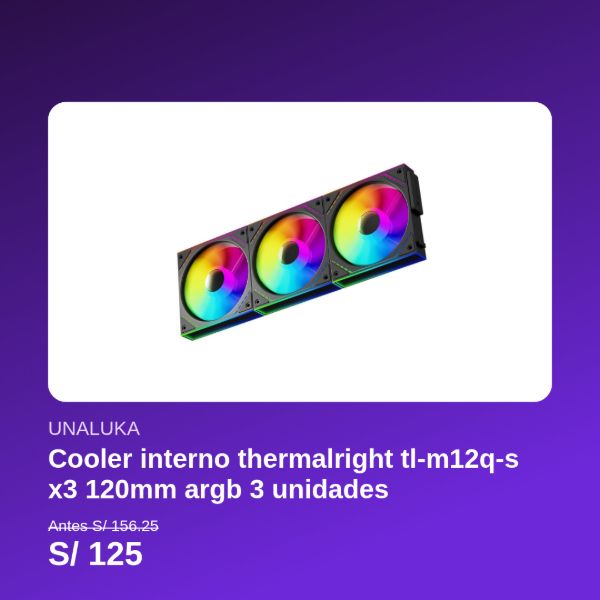 UNALUKA
Cooler interno thermalright tl-m12q-s
x3 120mm argb 3 unidades
Antes S/ 156.25
S/ 125